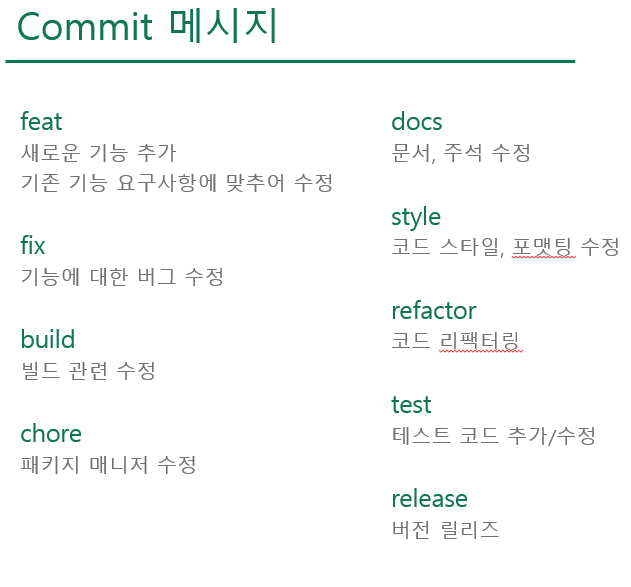 Commit 메시지
feat
새로운 기능 추가
기존 기능 요구사항에 맞추어 수정
fix
기능에 대한 버그 수정
build
빌드 관련 수정
chore
패키지 매니저 수정
docs
문서, 주석 수정
style
코드 스타일, 포맷팅 수정
refactor
코드 리팩터링
test
테스트 코드 추가/수정
release
버전 릴리즈